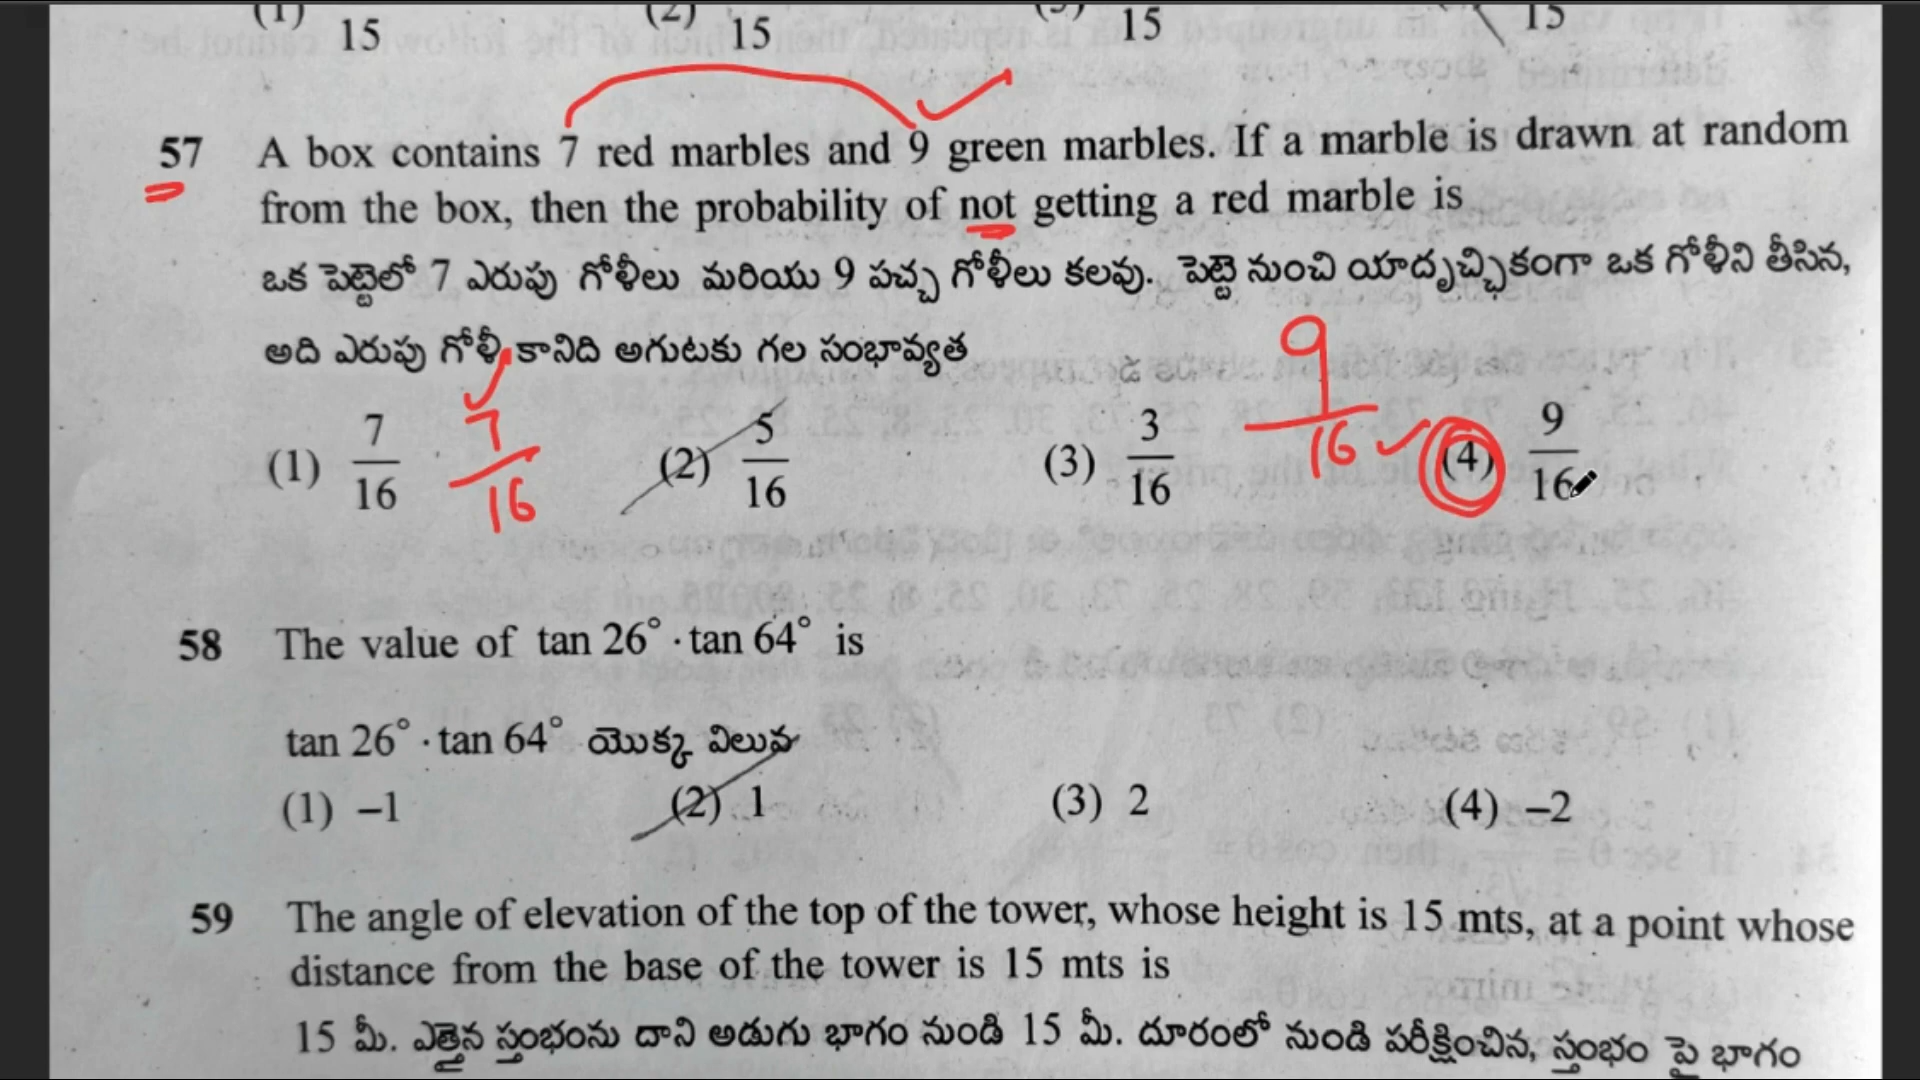 (1) 15 (2) 15 15 15
57 A box contains 7 red marbles and 9 green marbles. If a marble is drawn at random
from the box, then the probability of not getting a red marble is
ఒక పెట్టెలో 7 ఎరుపు గోళీలు మరియు 9 పచ్చ గోళీలు కలవు. పెట్టె నుంచి యాదృచ్ఛికంగా ఒక గోళీని తీసిన,
అది ఎరుపు గోళీ కానిది అగుటకు గల సంభావ్యత
(1) 7/16 7/16 (2) 5/16 (3) 3/16 9/16 (4) 9/16
58 The value of tan 26° · tan 64° is
tan 26° · tan 64° యొక్క విలువ
(1) –1 (2) 1 (3) 2 (4) –2
59 The angle of elevation of the top of the tower, whose height is 15 mts, at a point whose
distance from the base of the tower is 15 mts is
15 మీ. ఎత్తైన స్తంభంను దాని అడుగు భాగం నుండి 15 మీ. దూరంలో నుండి పరీక్షించిన, స్తంభం పై భాగం